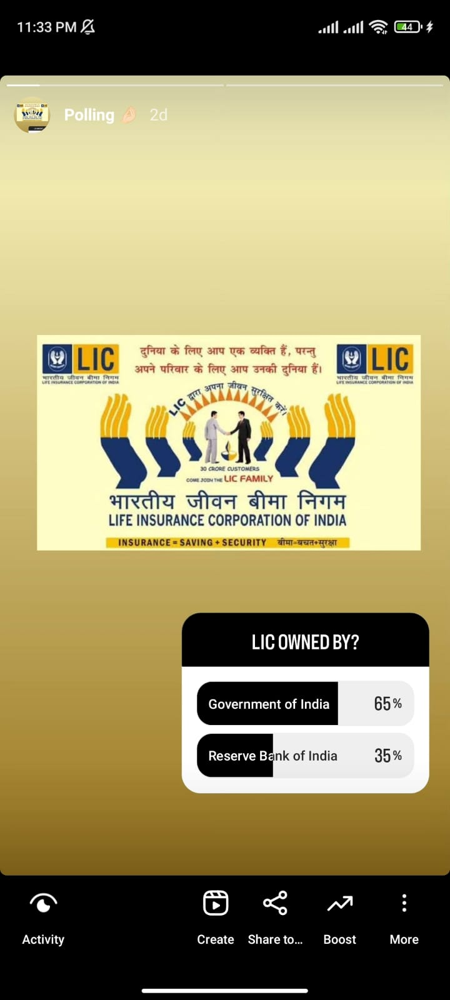 11:33 PM
44
Polling 🤌🏻 2d
LIC
भारतीय जीवन बीमा निगम
LIFE INSURANCE CORPORATION OF INDIA
दुनिया के लिए आप एक व्यक्ति हैं, परन्तु
अपने परिवार के लिए आप उनकी दुनिया हैं।
LIC
भारतीय जीवन बीमा निगम
LIFE INSURANCE CORPORATION OF INDIA
LIC द्वारा अपना जीवन सुरक्षित करें।
30 CRORE CUSTOMERS
COME JOIN THE LIC FAMILY
भारतीय जीवन बीमा निगम
LIFE INSURANCE CORPORATION OF INDIA
INSURANCE = SAVING + SECURITY बीमा=बचत+सुरक्षा
LIC OWNED BY?
Government of India 65%
Reserve Bank of India 35%
Activity
Create
Share to...
Boost
More